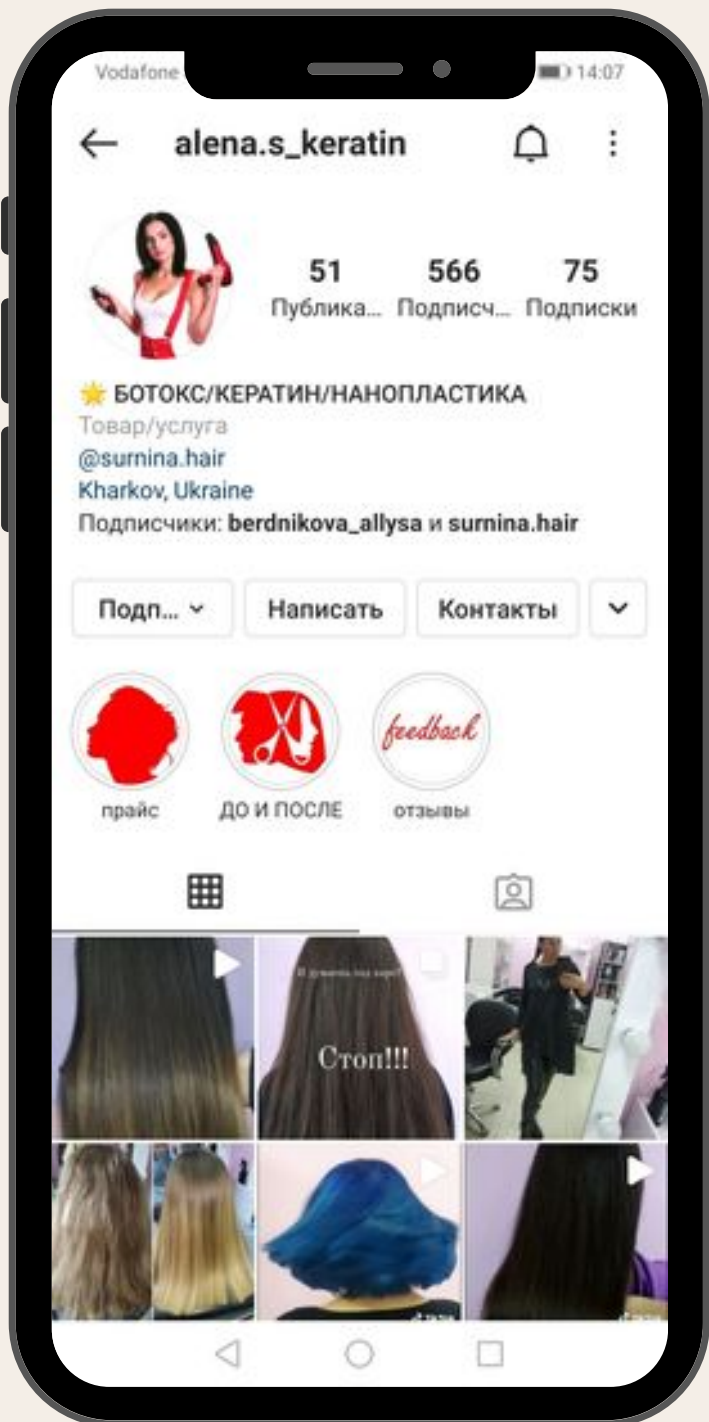 Vodafone 14:07
alena.s_keratin
51 566 75
Публика... Подписч... Подписки
БОТОКС/КЕРАТИН/НАНОПЛАСТИКА
Товар/услуга
@surnina.hair
Kharkov, Ukraine
Подписчики: berdnikova_allysa и surnina.hair
Подп... Написать Контакты
feedback
прайс ДО И ПОСЛЕ отзывы
Стоп!!!